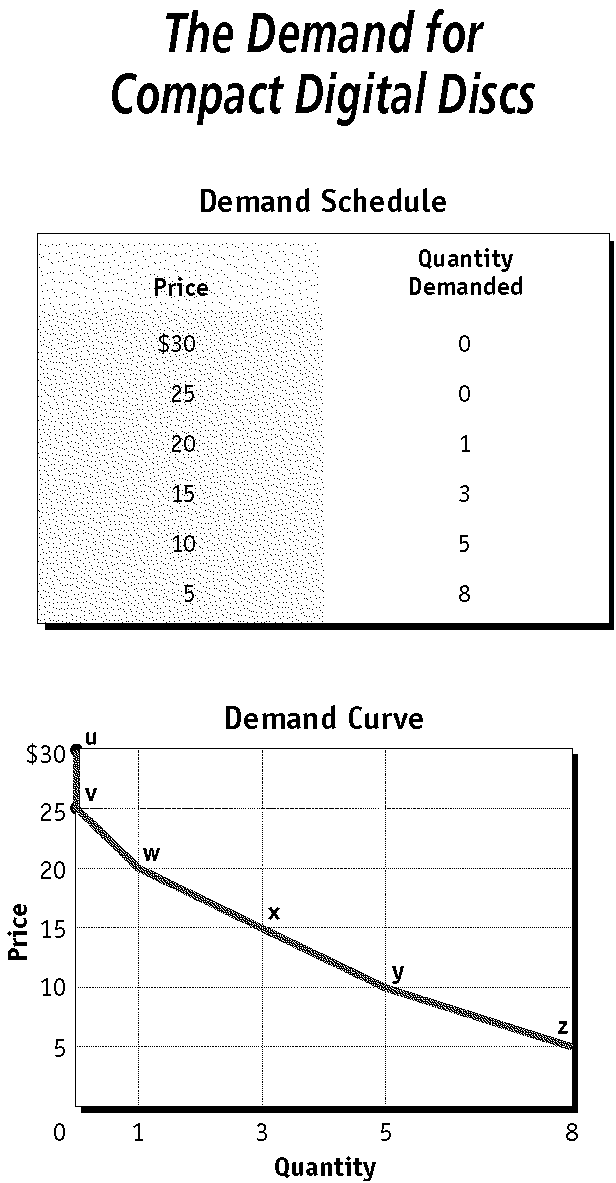 The Demand for
Compact Digital Discs
Demand Schedule
Price Quantity Demanded
$30 0
25 0
20 1
15 3
10 5
5 8
Demand Curve
$30 u
25 v
20 w
15 x
10 y
5 z
Price
0 1 3 5 8
Quantity